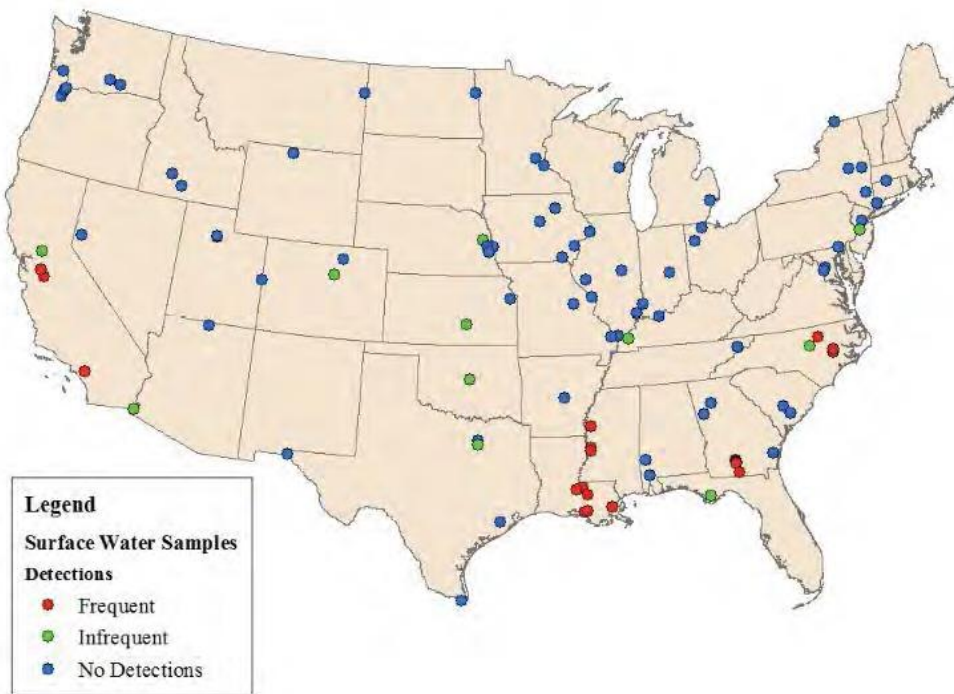 Legend
Surface Water Samples
Detections
Frequent
Infrequent
No Detections